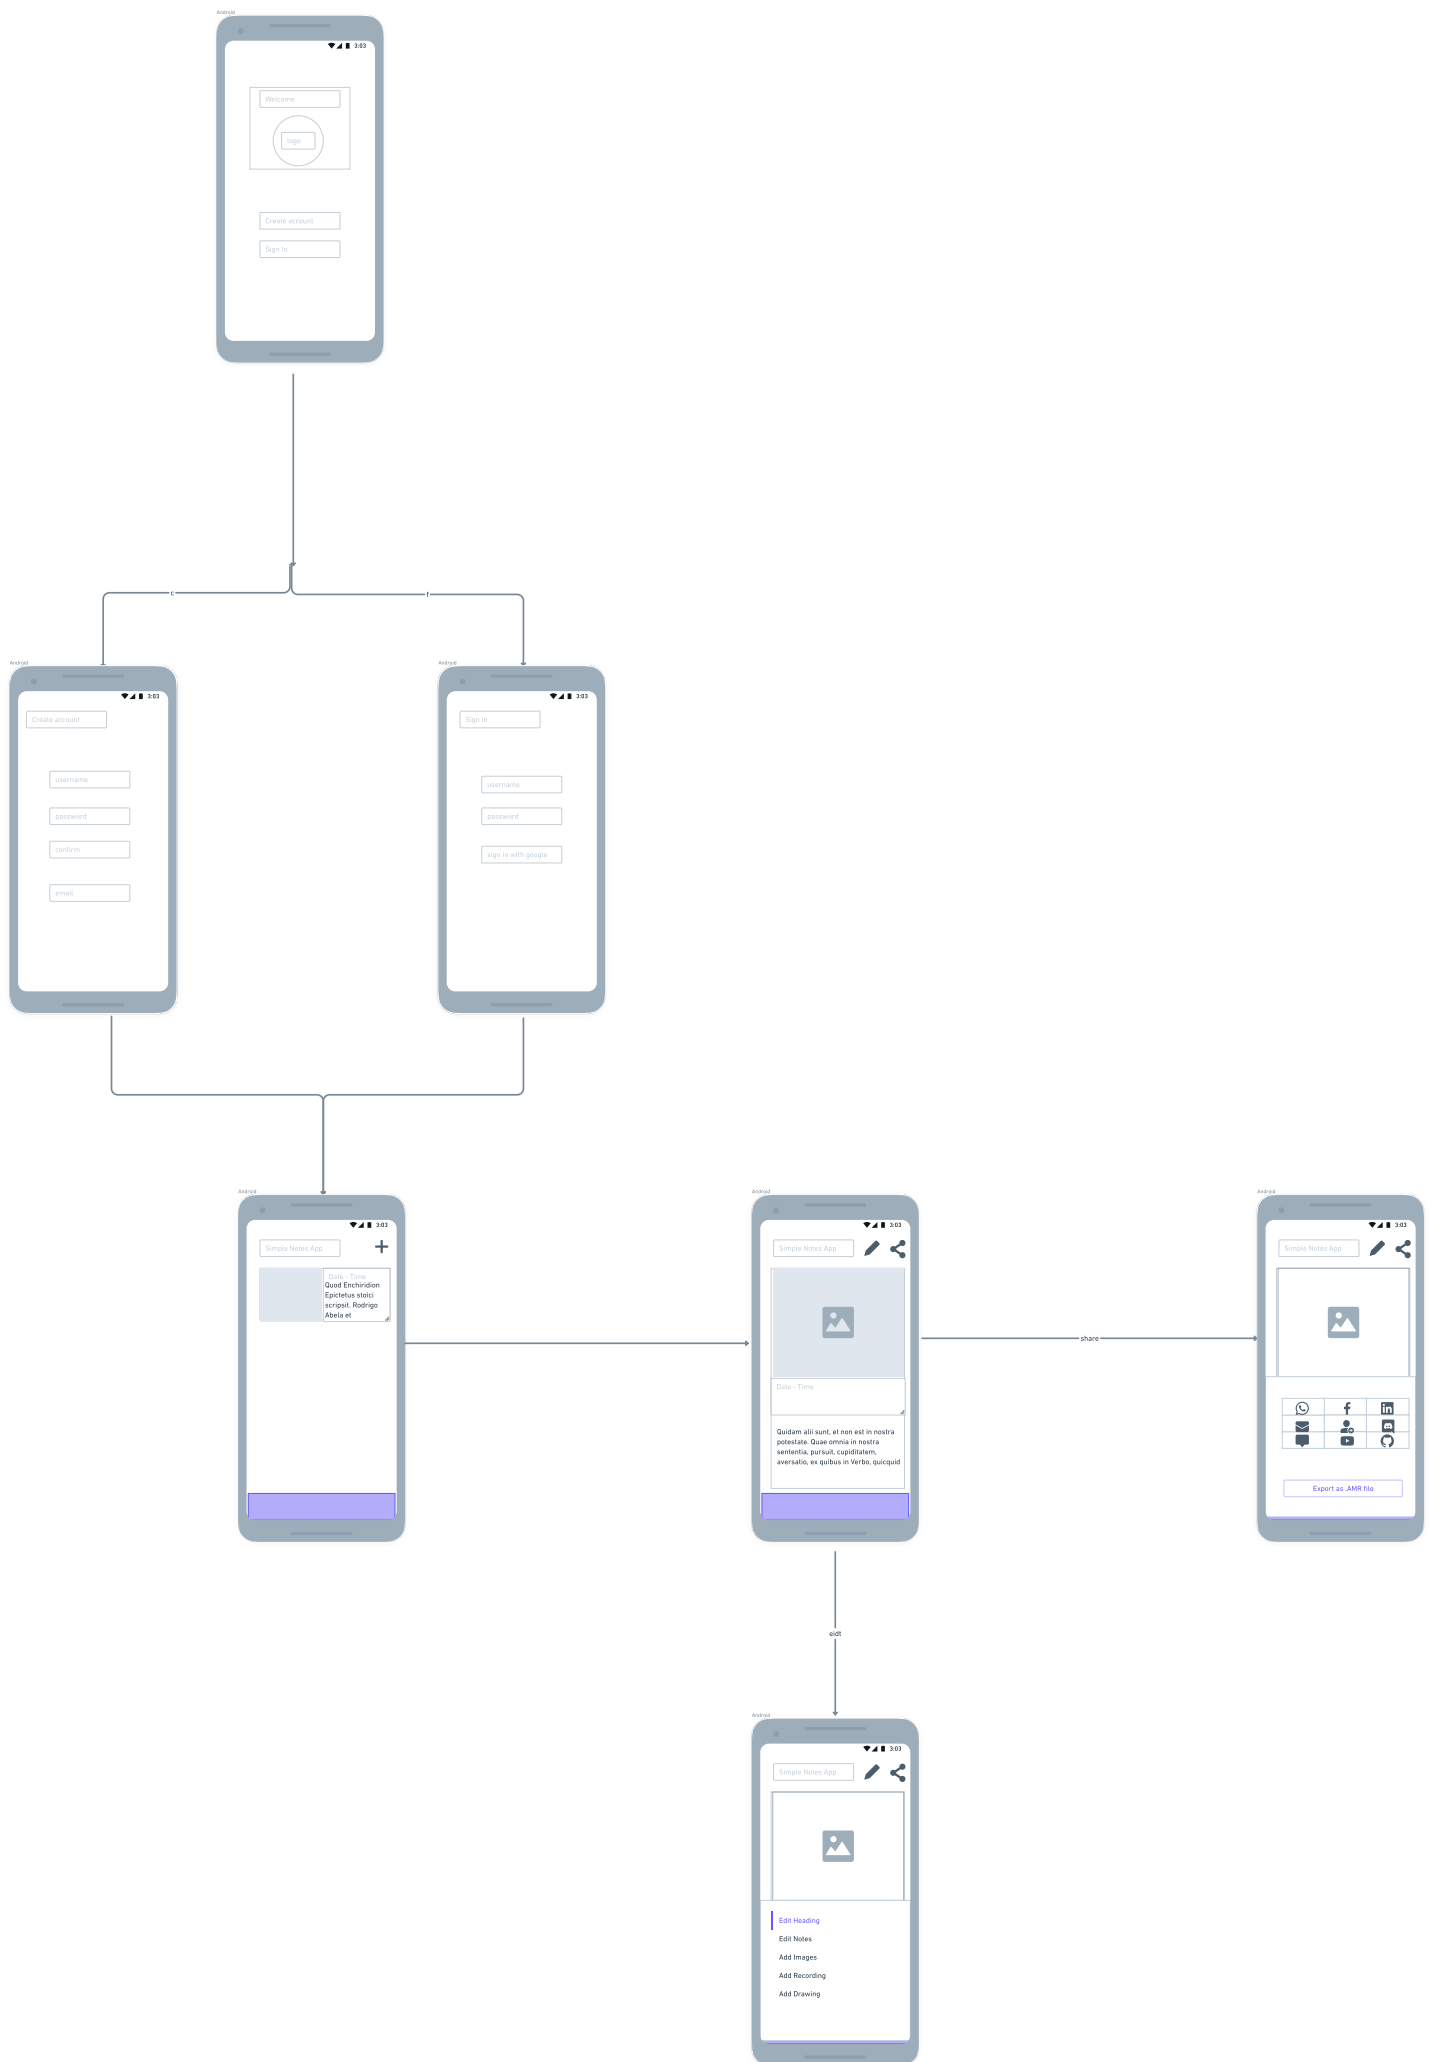 Android
3:03
Welcome
logo
Create account
Sign In
c
f
Android
3:03
Create account
username
password
confirm
email
Android
3:03
Sign In
username
password
sign in with google
Android
3:03
Simple Notes App
Date - Time
Quod Enchiridion
Epictetus stoici
scripsit. Rodrigo
Abela et
Android
3:03
Simple Notes App
Date - Time
Quidam alii sunt, et non est in nostra
potestate. Quae omnia in nostra
sententia, pursuit, cupiditatem,
aversatio, ex quibus in Verbo, quicquid
share
Android
3:03
Simple Notes App
Export as .AMR file
eidt
Android
3:03
Simple Notes App
Edit Heading
Edit Notes
Add Images
Add Recording
Add Drawing